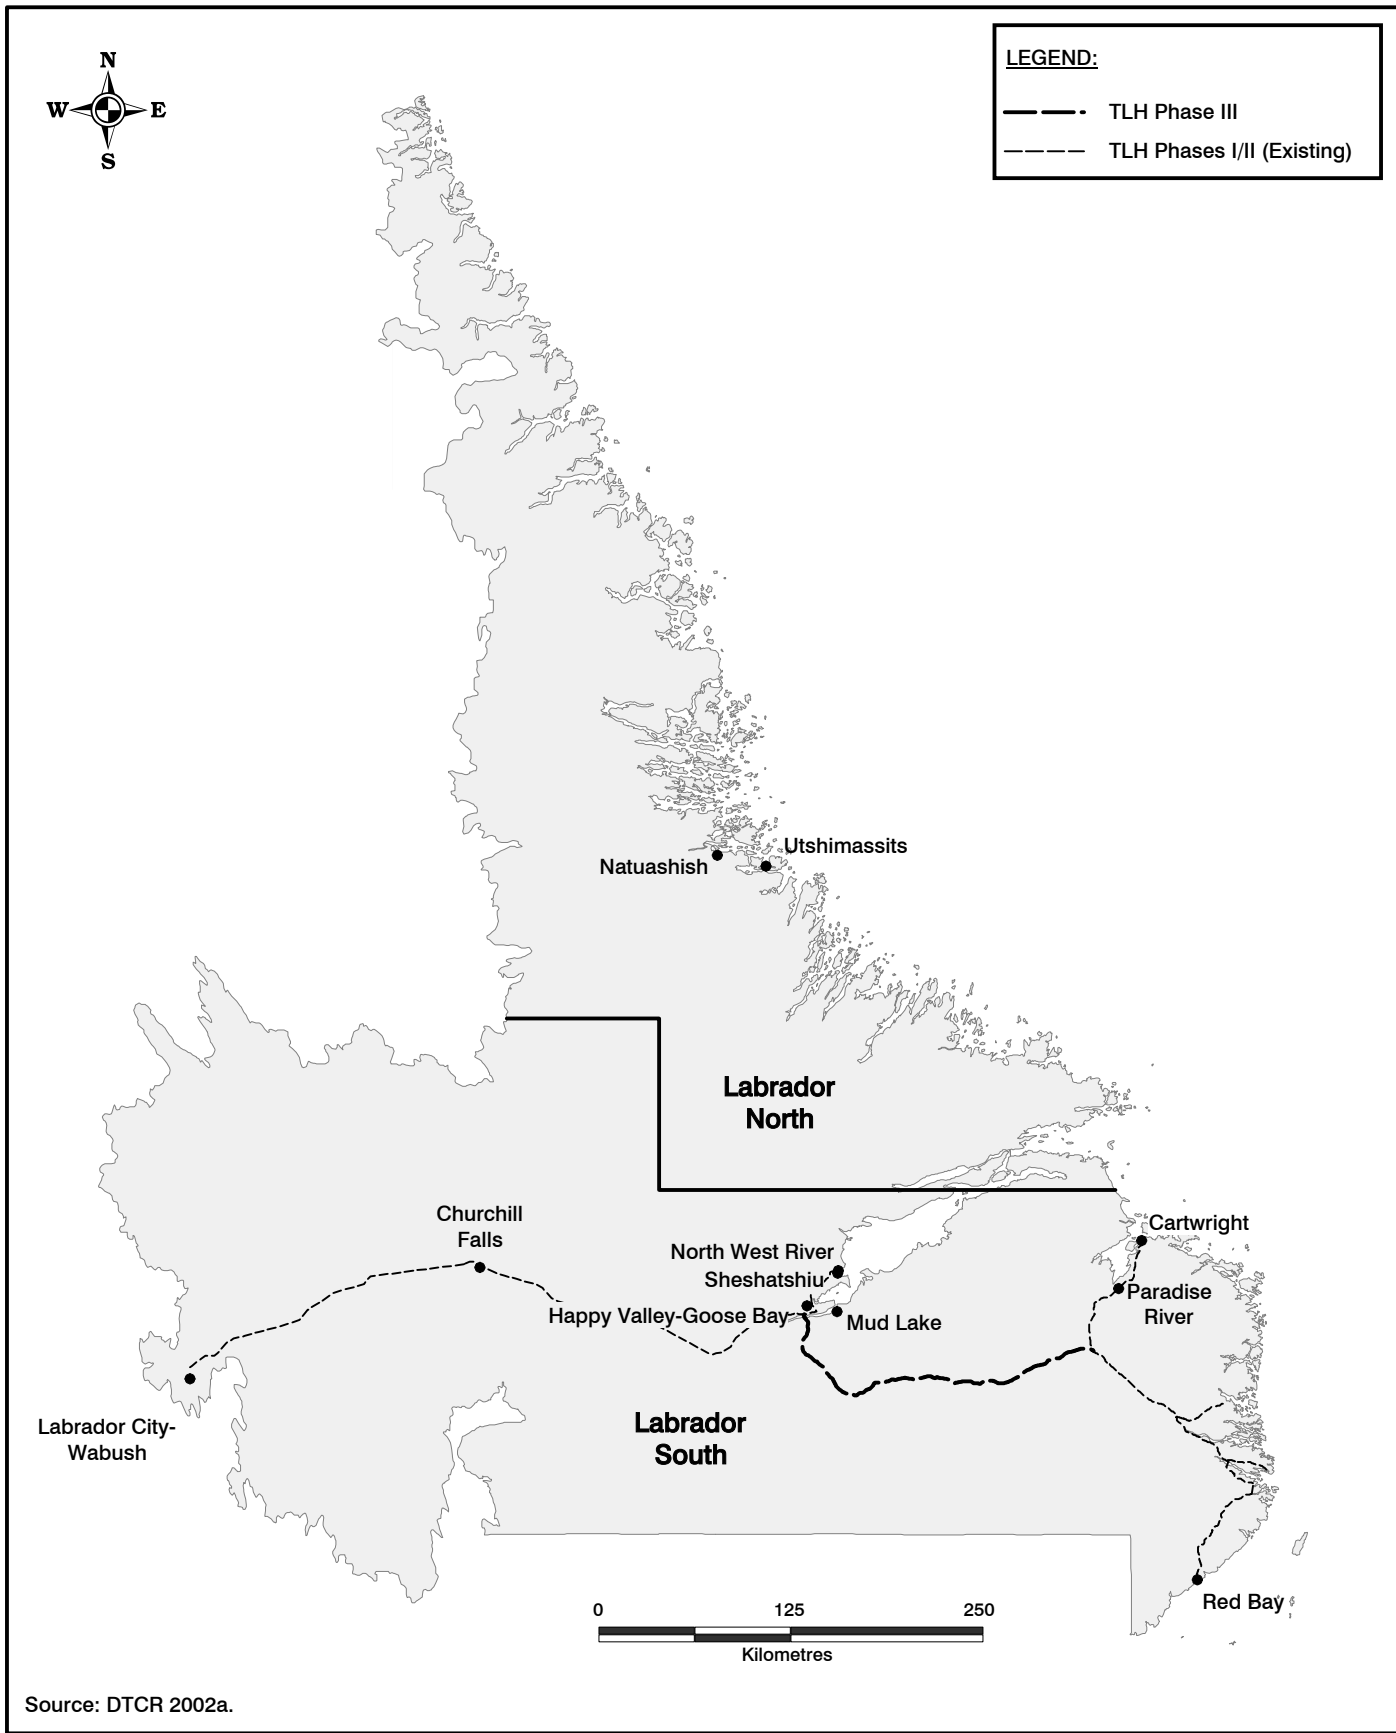 N
W E
S
LEGEND:
TLH Phase III
TLH Phases I/II (Existing)
Utshimassits
Natuashish
Labrador
North
Churchill
Falls
Cartwright
North West River
Sheshatshiu
Paradise
River
Happy Valley-Goose Bay
Mud Lake
Labrador City-
Wabush
Labrador
South
Red Bay
0 125 250
Kilometres
Source: DTCR 2002a.